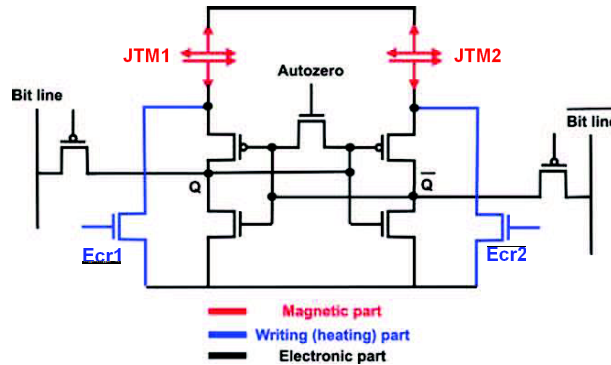 JTM1
JTM2
Autozero
Bit line
Bit line
Q
Q
Ecr1
Ecr2
Magnetic part
Writing (heating) part
Electronic part